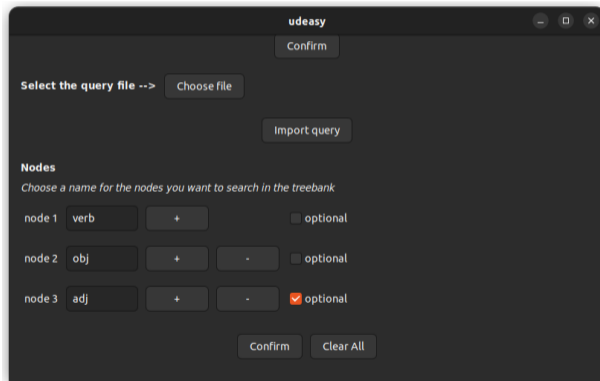 udeasy
Confirm
Select the query file --> Choose file
Import query
Nodes
Choose a name for the nodes you want to search in the treebank
node 1 verb + optional
node 2 obj + - optional
node 3 adj + - optional
Confirm Clear All